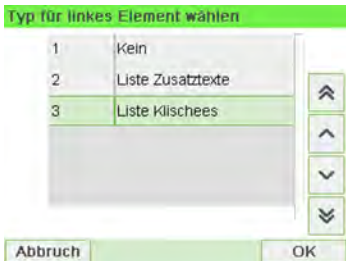 Typ für linkes Element wählen
1 Kein
2 Liste Zusatztexte
3 Liste Klischees
Abbruch OK